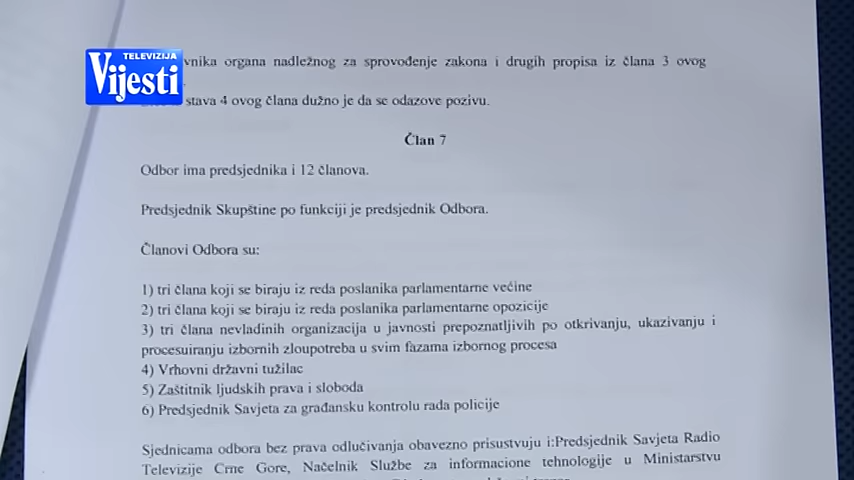 TELEVIZIJA
Vijesti
vnika organa nadležnog za sprovođenje zakona i drugih propisa iz člana 3 ovog
stava 4 ovog člana dužno je da se odazove pozivu.
Član 7
Odbor ima predsjednika i 12 članova.
Predsjednik Skupštine po funkciji je predsjednik Odbora.
Članovi Odbora su:
1) tri člana koji se biraju iz reda poslanika parlamentarne većine
2) tri člana koji se biraju iz reda poslanika parlamentarne opozicije
3) tri člana nevladinih organizacija u javnosti prepoznatljivih po otkrivanju, ukazivanju i
procesuiranju izbornih zloupotreba u svim fazama izbornog procesa
4) Vrhovni državni tužilac
5) Zaštitnik ljudskih prava i sloboda
6) Predsjednik Savjeta za građansku kontrolu rada policije
Sjednicama odbora bez prava odlučivanja obavezno prisustvuju i:Predsjednik Savjeta Radio
Televizije Crne Gore, Načelnik Službe za informacione tehnologije u Ministarstvu